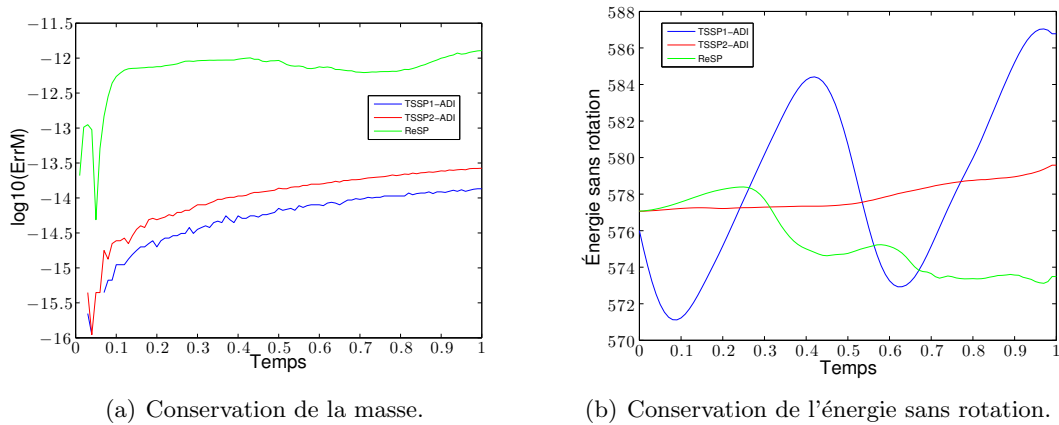 −11.5
−12
−12.5
−13
−13.5
−14
−14.5
−15
−15.5
−16
log10(ErrM)
TSSP1−ADI
TSSP2−ADI
ReSP
0 0.1 0.2 0.3 0.4 0.5 0.6 0.7 0.8 0.9 1
Temps
(a) Conservation de la masse.
588
586
584
582
580
578
576
574
572
570
Énergie sans rotation
TSSP1−ADI
TSSP2−ADI
ReSP
0 0.1 0.2 0.3 0.4 0.5 0.6 0.7 0.8 0.9 1
Temps
(b) Conservation de l'énergie sans rotation.